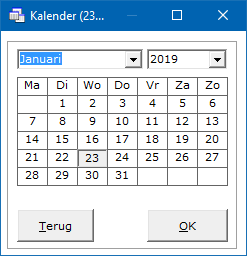 Kalender (23...
Januari 2019
Ma Di Wo Do Vr Za Zo
1 2 3 4 5 6
7 8 9 10 11 12 13
14 15 16 17 18 19 20
21 22 23 24 25 26 27
28 29 30 31
Terug OK